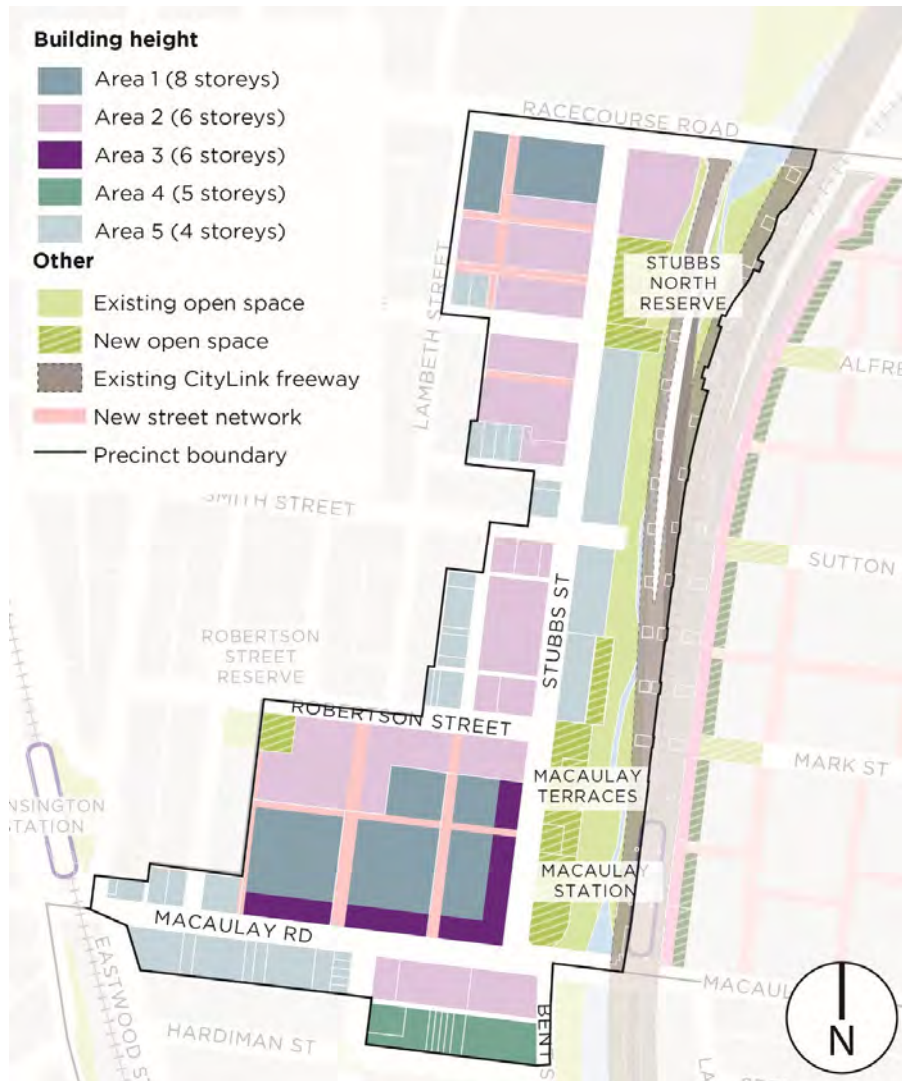 Building height
Area 1 (8 storeys)
Area 2 (6 storeys)
Area 3 (6 storeys)
Area 4 (5 storeys)
Area 5 (4 storeys)
Other
Existing open space
New open space
Existing CityLink freeway
New street network
Precinct boundary
RACECOURSE ROAD
LAMBETH STREET
STUBBS
NORTH
RESERVE
ALFRE
SMITH STREET
SUTTON
STUBBS ST
ROBERTSON
STREET
RESERVE
ROBERTSON STREET
MARK ST
MACAULAY
TERRACES
NSINGTON
STATION
MACAULAY
STATION
MACAULAY RD
EASTWOOD S
HARDIMAN ST
BENT S
MACAUL
N